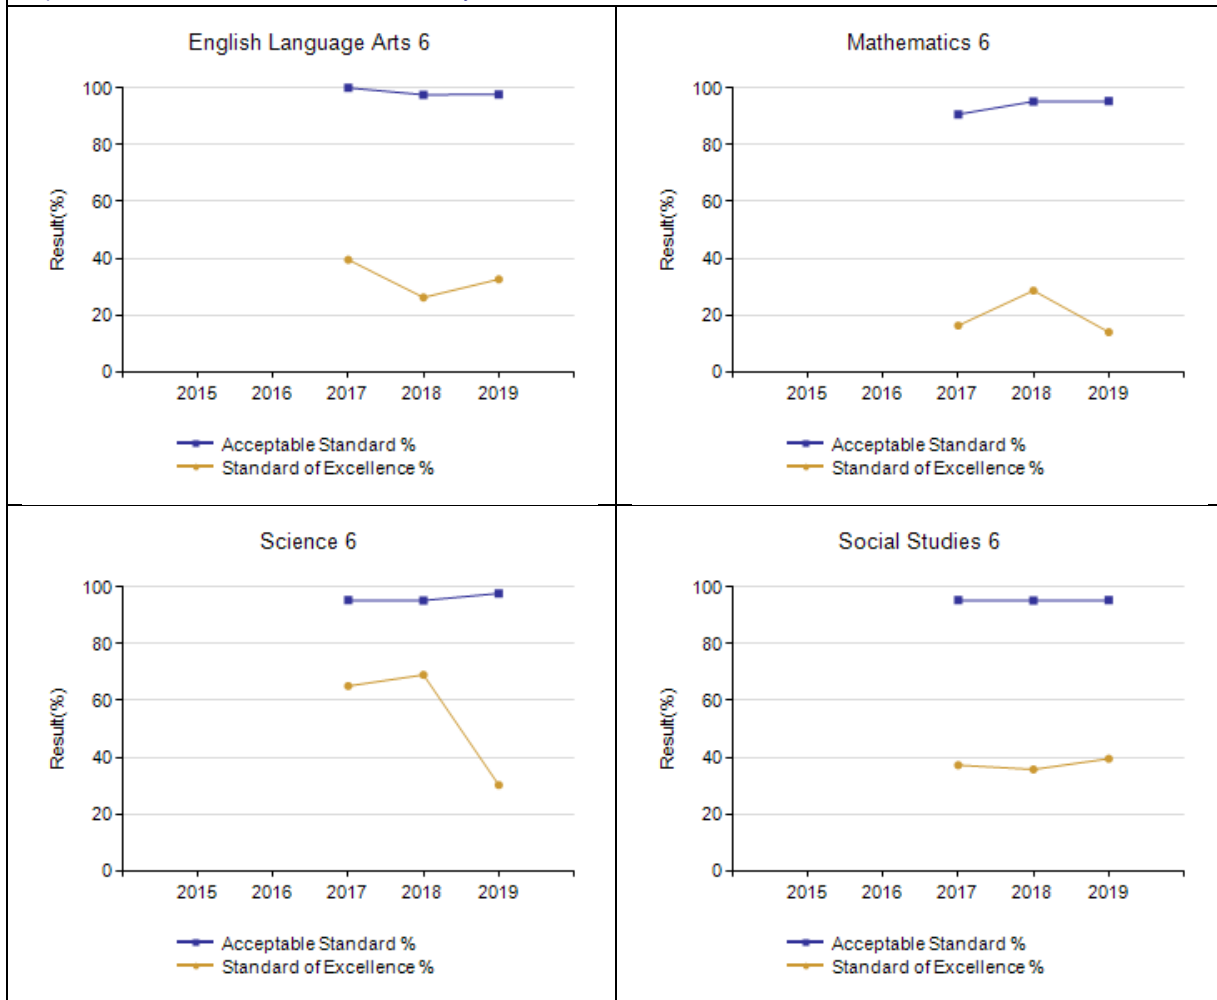 English Language Arts 6
100
80
60
40
20
0
Result(%)
2015 2016 2017 2018 2019
Acceptable Standard %
Standard of Excellence %
Mathematics 6
100
80
60
40
20
0
Result(%)
2015 2016 2017 2018 2019
Acceptable Standard %
Standard of Excellence %
Science 6
100
80
60
40
20
0
Result(%)
2015 2016 2017 2018 2019
Acceptable Standard %
Standard of Excellence %
Social Studies 6
100
80
60
40
20
0
Result(%)
2015 2016 2017 2018 2019
Acceptable Standard %
Standard of Excellence %